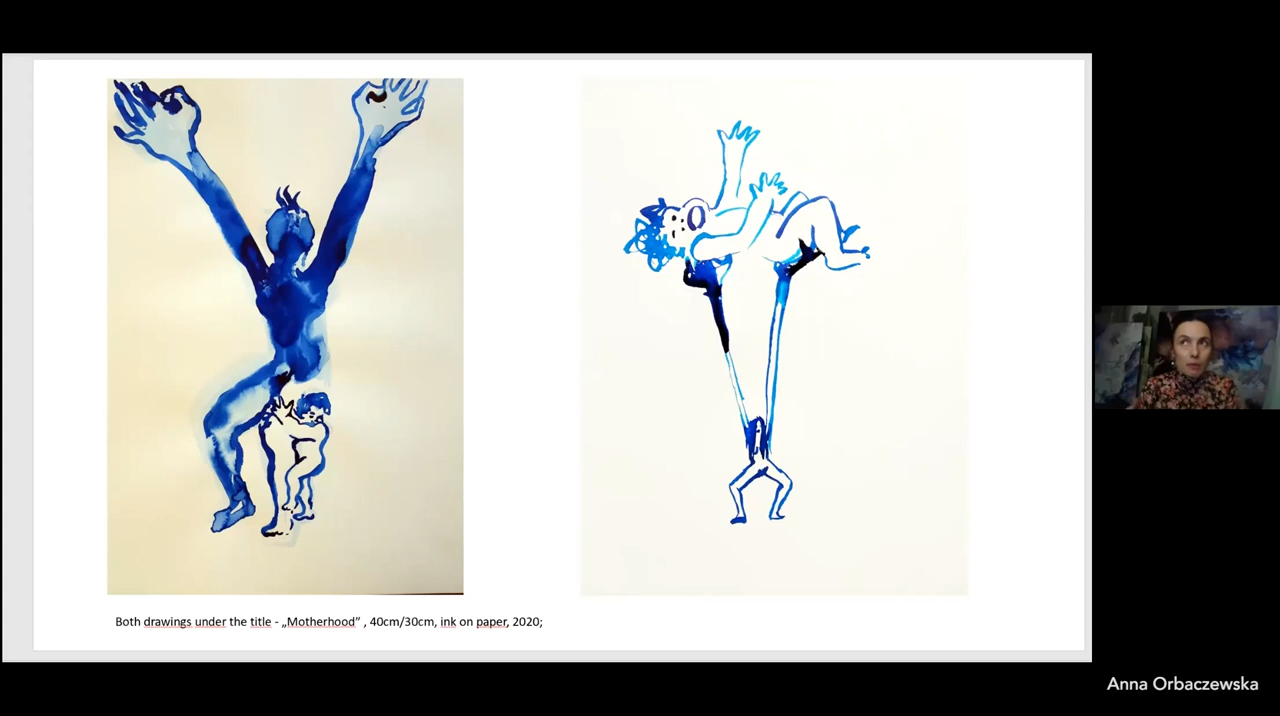 Both drawings under the title - „Motherhood” , 40cm/30cm, ink on paper, 2020;
Anna Orbaczewska